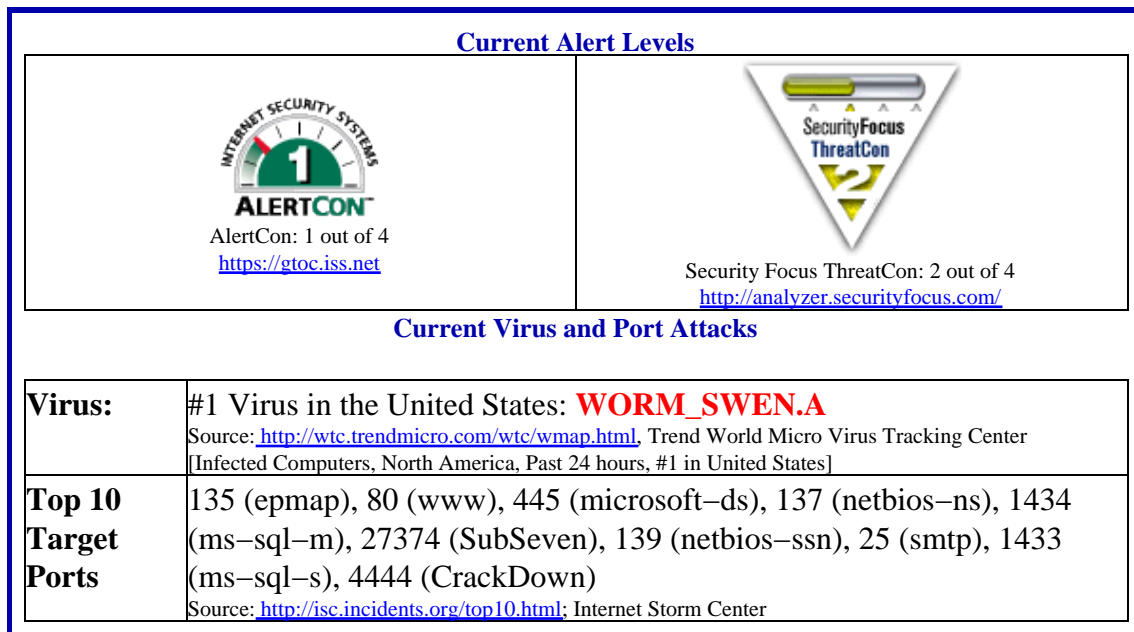 Current Alert Levels
INTERNET SECURITY SYSTEMS
1
ALERTCON™
AlertCon: 1 out of 4
https://gtoc.iss.net
SecurityFocus
ThreatCon
2
Security Focus ThreatCon: 2 out of 4
http://analyzer.securityfocus.com/
Current Virus and Port Attacks
Virus:
#1 Virus in the United States: WORM_SWEN.A
Source: http://wtc.trendmicro.com/wtc/wmap.html, Trend World Micro Virus Tracking Center
[Infected Computers, North America, Past 24 hours, #1 in United States]
Top 10
Target
Ports
135 (epmap), 80 (www), 445 (microsoft−ds), 137 (netbios−ns), 1434
(ms−sql−m), 27374 (SubSeven), 139 (netbios−ssn), 25 (smtp), 1433
(ms−sql−s), 4444 (CrackDown)
Source: http://isc.incidents.org/top10.html; Internet Storm Center